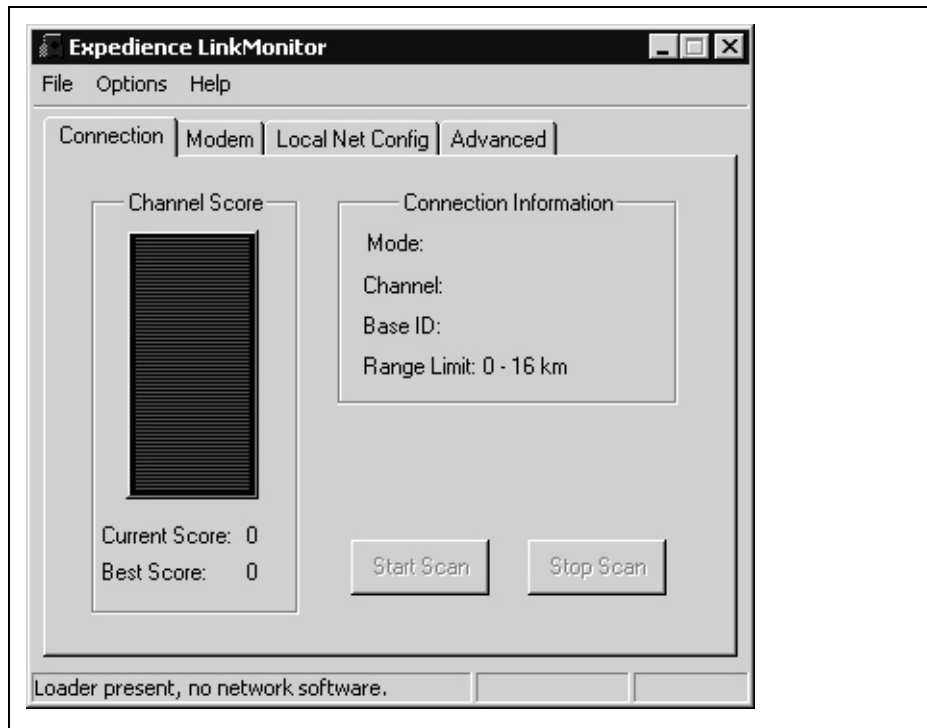 Expedience LinkMonitor
File Options Help
Connection Modem Local Net Config Advanced
Channel Score
Current Score: 0
Best Score: 0
Connection Information
Mode:
Channel:
Base ID:
Range Limit: 0 - 16 km
Start Scan Stop Scan
Loader present, no network software.